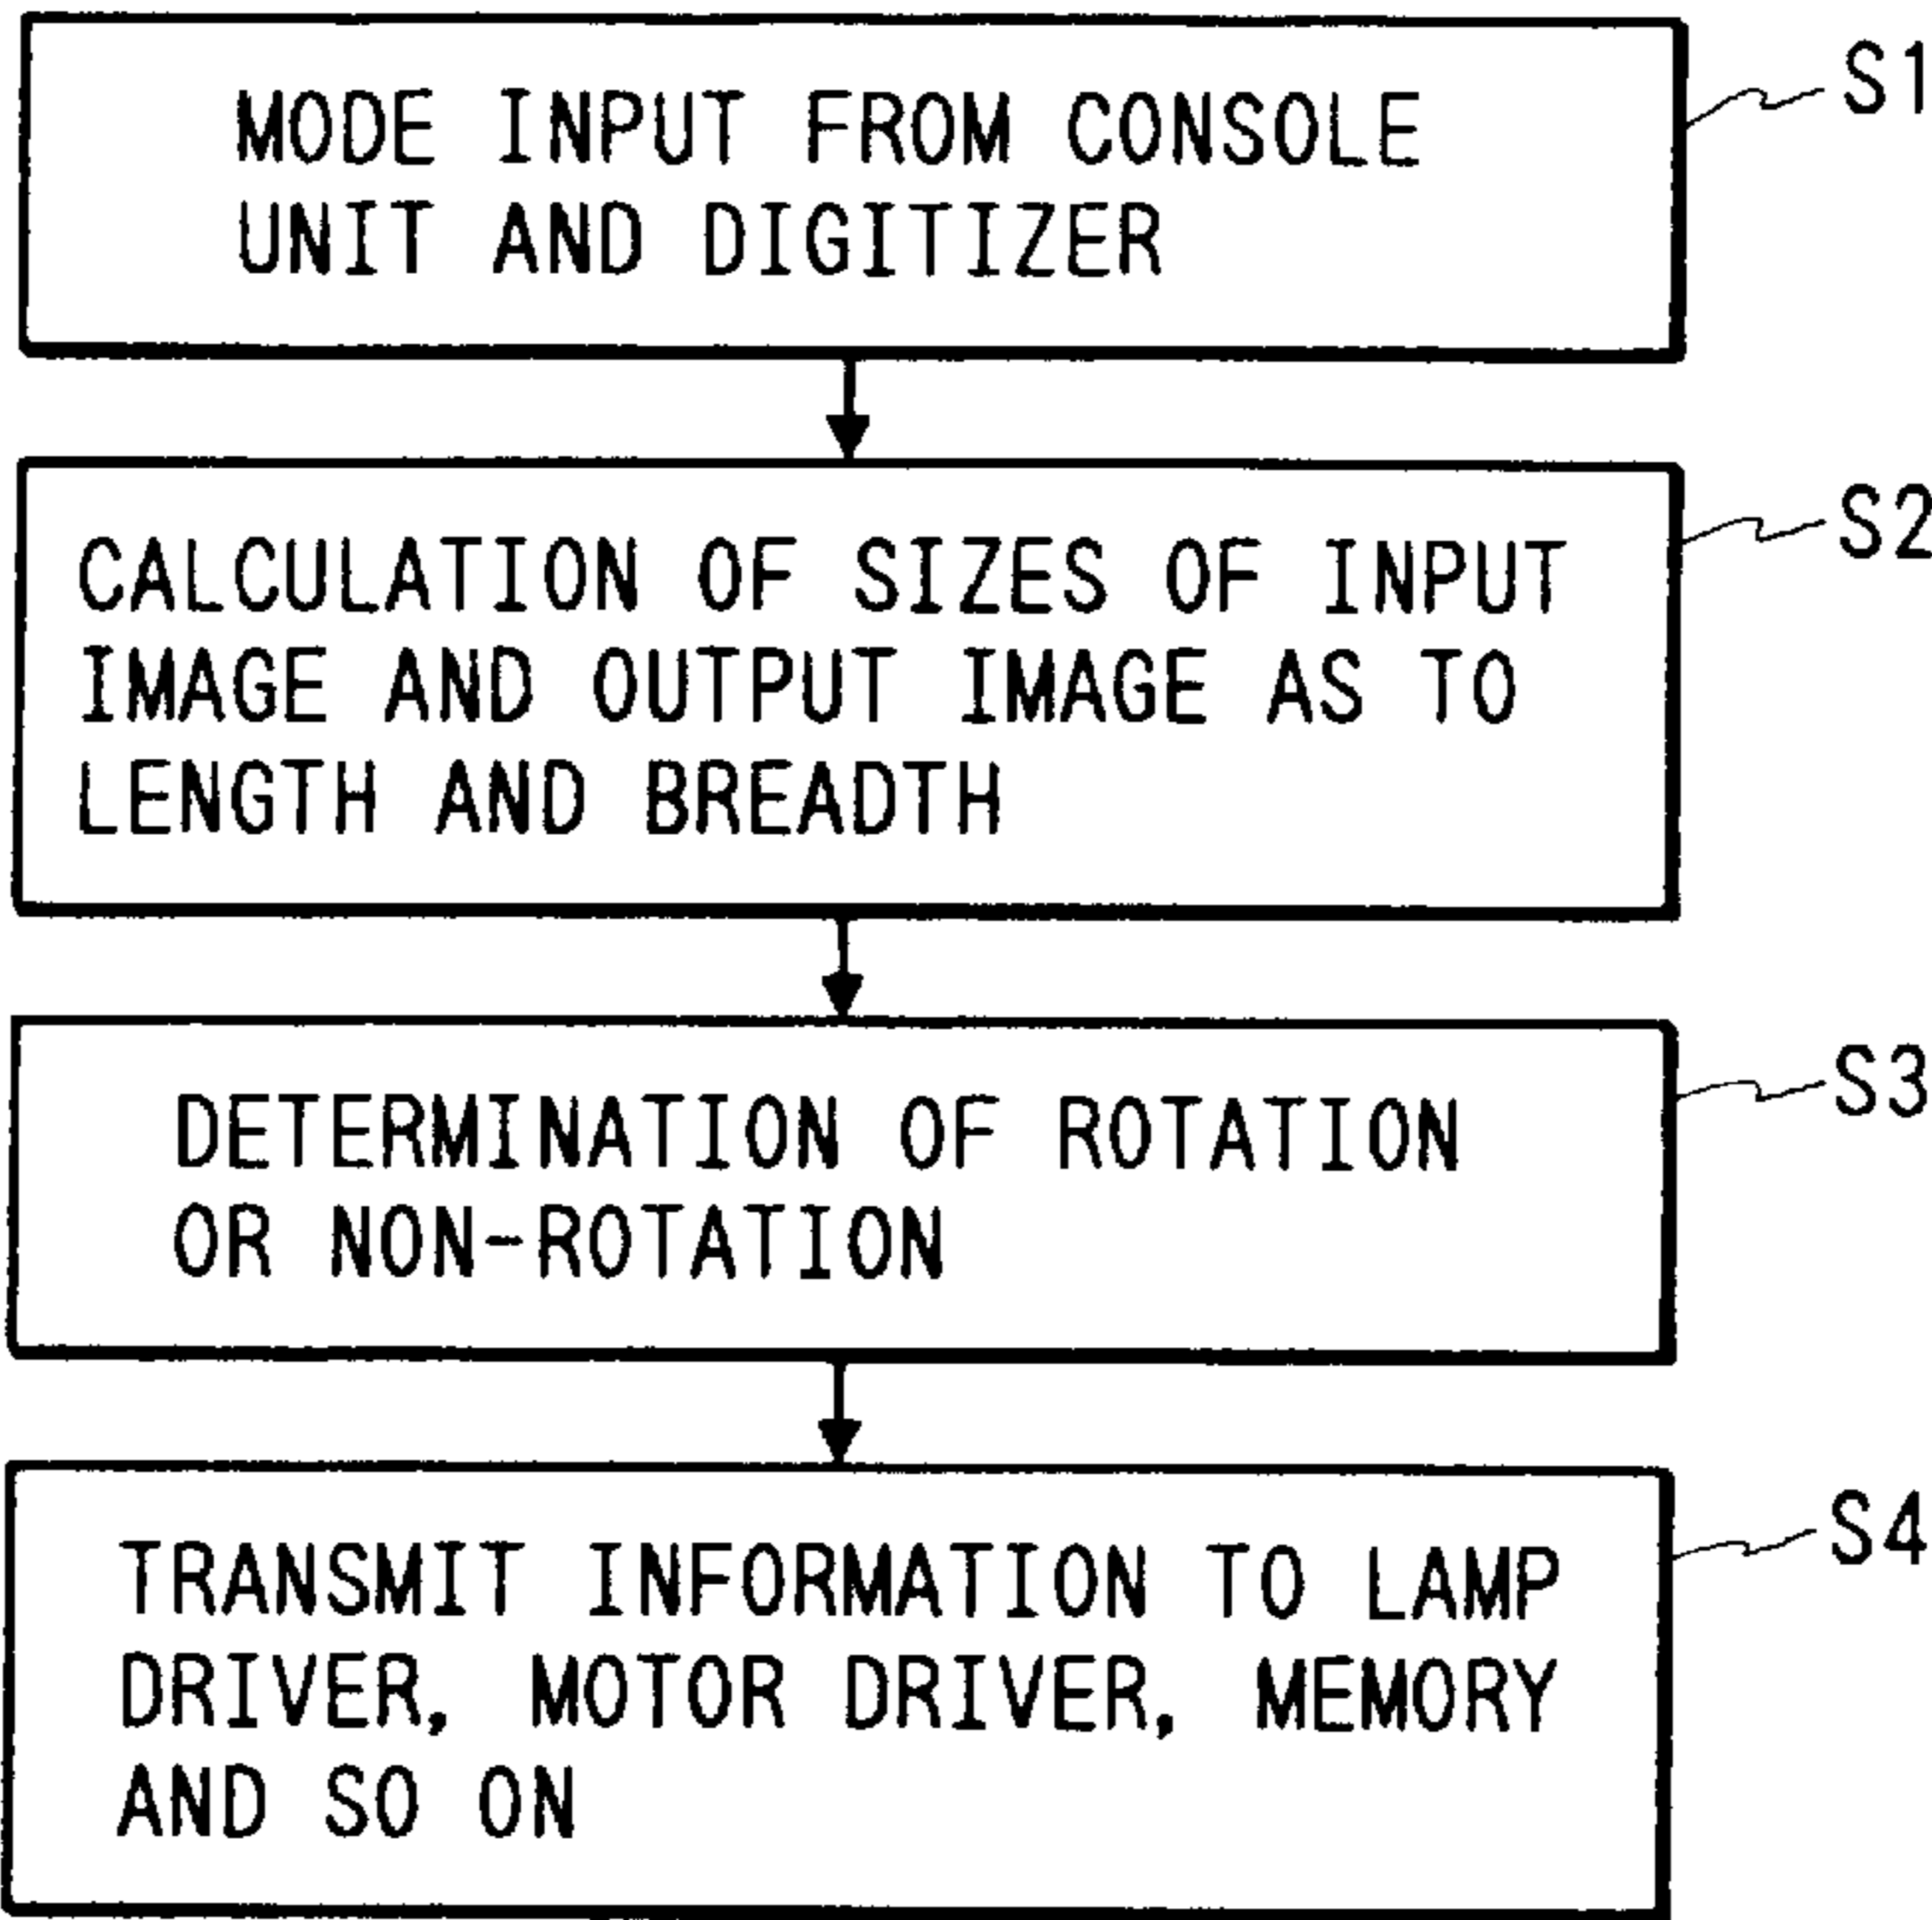 MODE INPUT FROM CONSOLE
UNIT AND DIGITIZER
S1
CALCULATION OF SIZES OF INPUT
IMAGE AND OUTPUT IMAGE AS TO
LENGTH AND BREADTH
S2
DETERMINATION OF ROTATION
OR NON-ROTATION
S3
TRANSMIT INFORMATION TO LAMP
DRIVER, MOTOR DRIVER, MEMORY
AND SO ON
S4